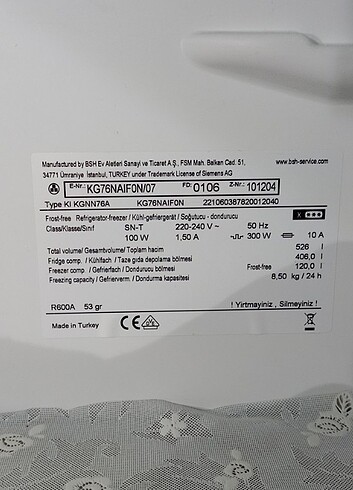 Manufactured by BSH Ev Aletleri Sanayi ve Ticaret A.Ş., FSM Mah. Balkan Cad. 51, www.bsh-service.com
34771 Ümraniye İstanbul, TURKEY under Trademark License of Siemens AG
E-Nr.: KG76NAIF0N/07 FD: 0106 Z-Nr.: 101204
Type KI KGNN76A KG76NAIF0N 221060387820012040
Frost-free Refrigerator-freezer / Kühl-gefriergerät / Soğutucu - dondurucu
Class/Klasse/Sınıf SN-T 220-240 V ~ 50 Hz
100 W 1,50 A 300 W 10 A
Total volume/ Gesamtvolume/ Toplam hacim 526 l
Fridge comp. / Kühlfach / Taze gıda depolama bölmesi 406,0 l
Freezer comp. / Gefrierfach / Dondurucu bölmesi Frost-free 120,0 l
Freezing capacity / Gefrierverm. / Dondurma Kapasitesi 8,50 kg / 24 h
R600A 53 gr ! Yirtmayiniz , Silmeyiniz !
Made in Turkey CE